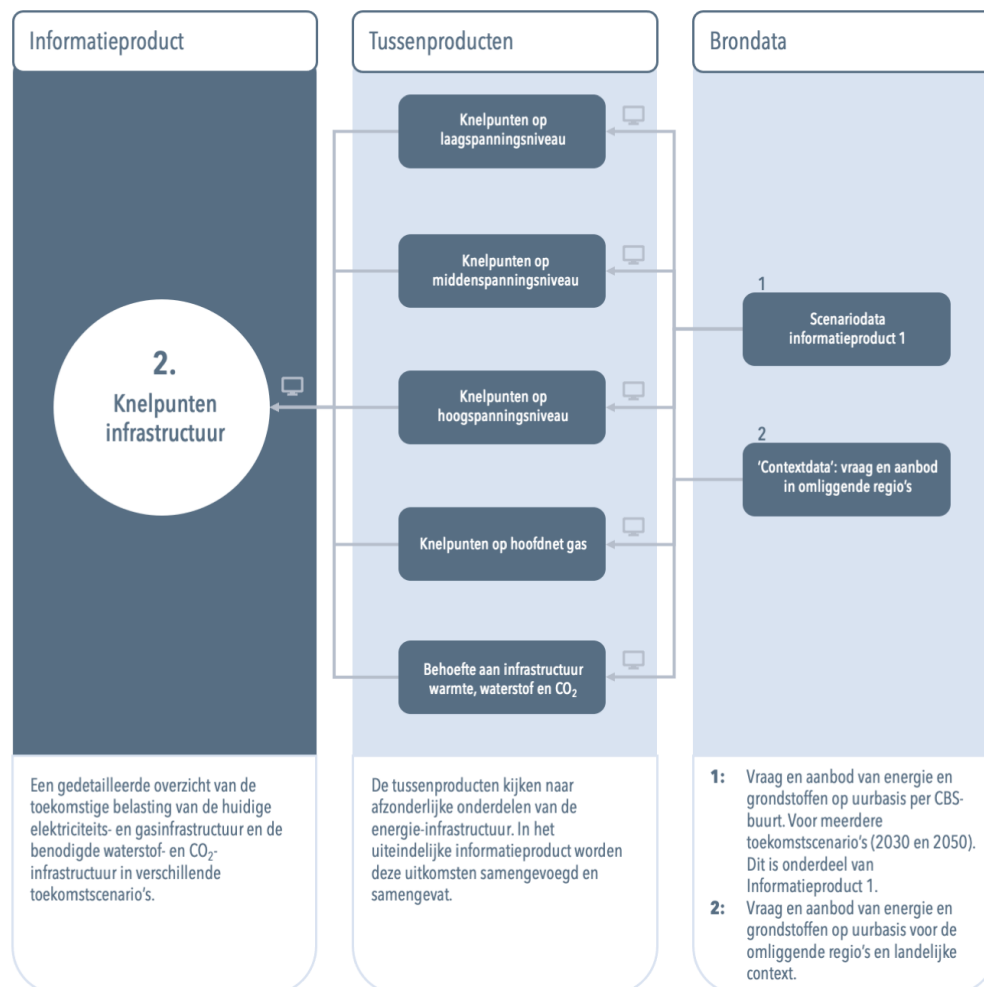 Informatieproduct
Tussenproducten
Brondata
Knelpunten op
laagspanningsniveau
Knelpunten op
middenspanningsniveau
Knelpunten op
hoogspanningsniveau
Knelpunten op hoofdnet gas
Behoefte aan infrastructuur
warmte, waterstof en CO₂
2.
Knelpunten
infrastructuur
1
Scenariodata
informatieproduct 1
2
'Contextdata': vraag en aanbod
in omliggende regio's
Een gedetailleerde overzicht van de
toekomstige belasting van de huidige
elektriciteits- en gasinfrastructuur en de
benodigde waterstof- en CO₂-
infrastructuur in verschillende
toekomstscenario's.
De tussenproducten kijken naar
afzonderlijke onderdelen van de
energie-infrastructuur. In het
uiteindelijke informatieproduct worden
deze uitkomsten samengevoegd en
samengevat.
1: Vraag en aanbod van energie en
grondstoffen op uurbasis per CBS-
buurt. Voor meerdere
toekomstscenario's (2030 en 2050).
Dit is onderdeel van
Informatieproduct 1.
2: Vraag en aanbod van energie en
grondstoffen op uurbasis voor de
omliggende regio's en landelijke
context.